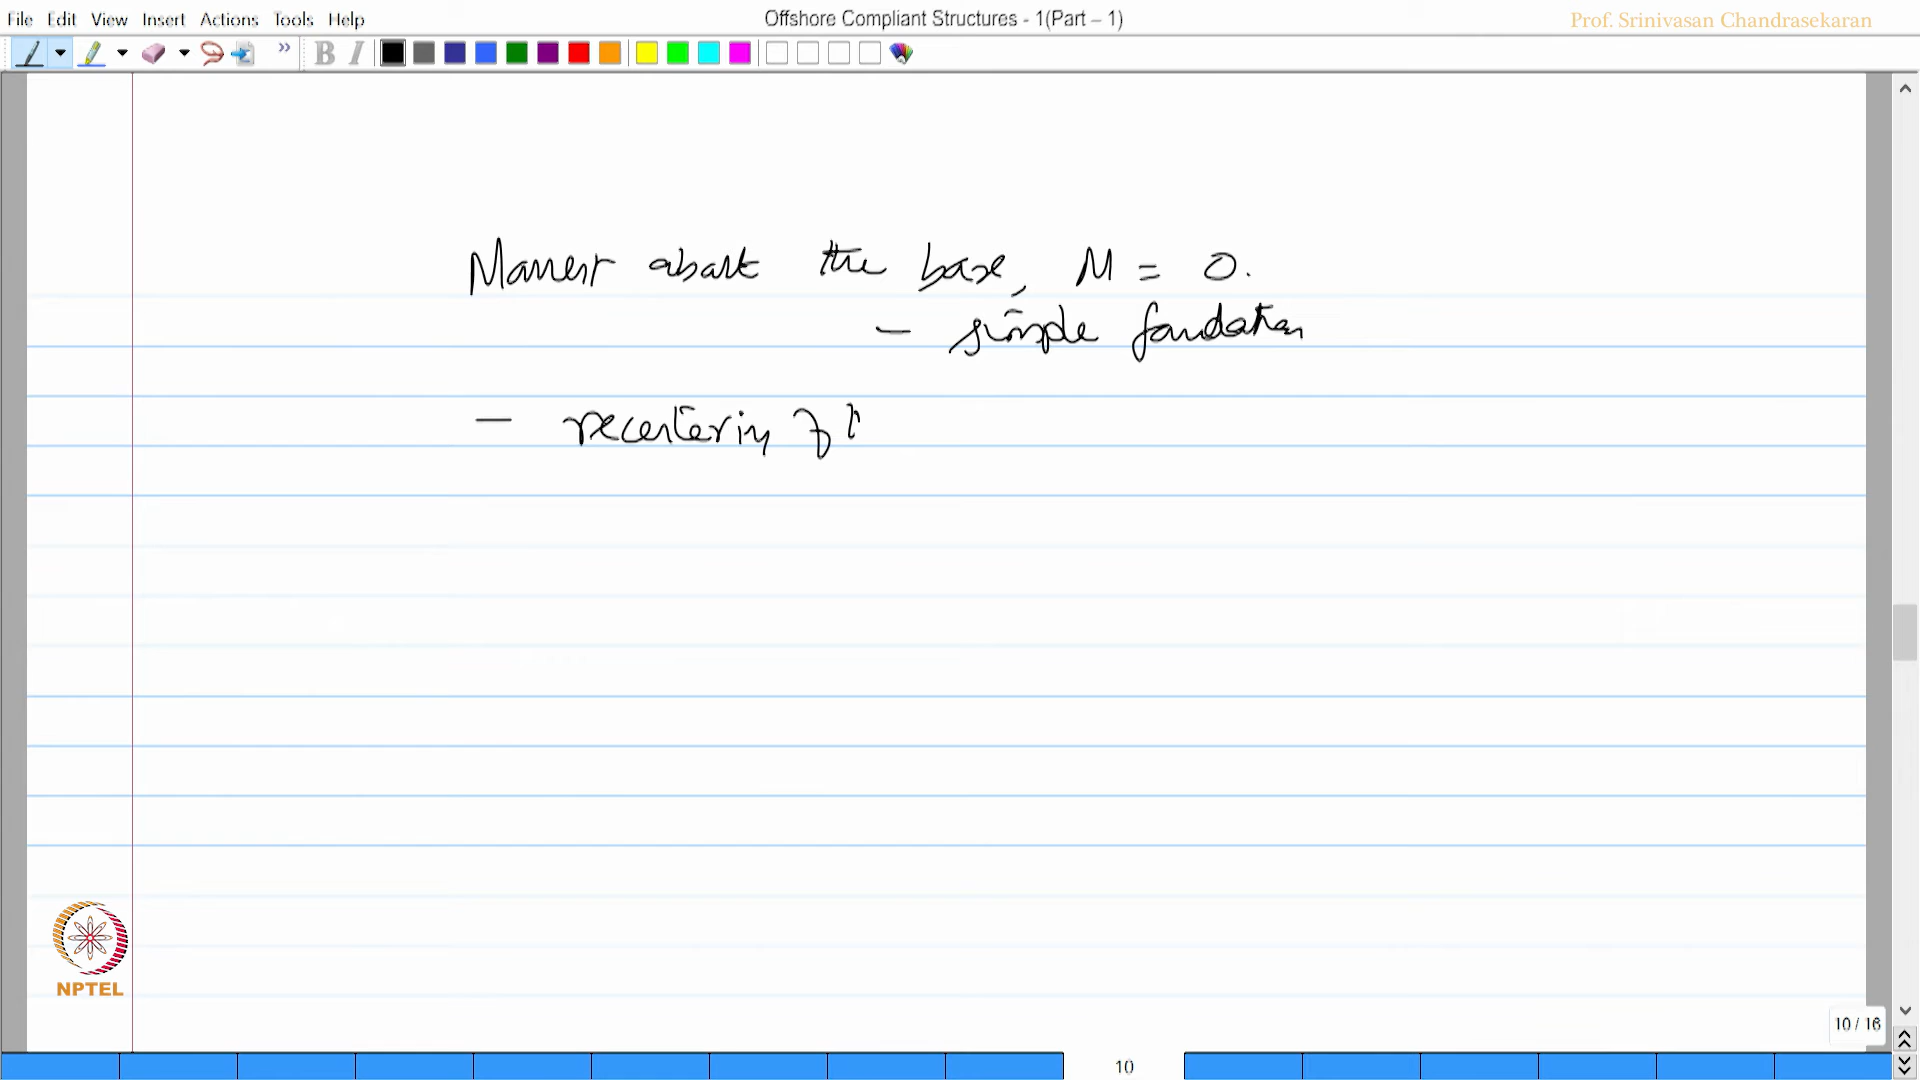 File Edit View Insert Actions Tools Help
Offshore Compliant Structures - 1(Part – 1)
Prof. Srinivasan Chandrasekaran
B I
Moment about the base, M = 0.
- simple foundation
- recentering of
NPTEL
10 / 16
10